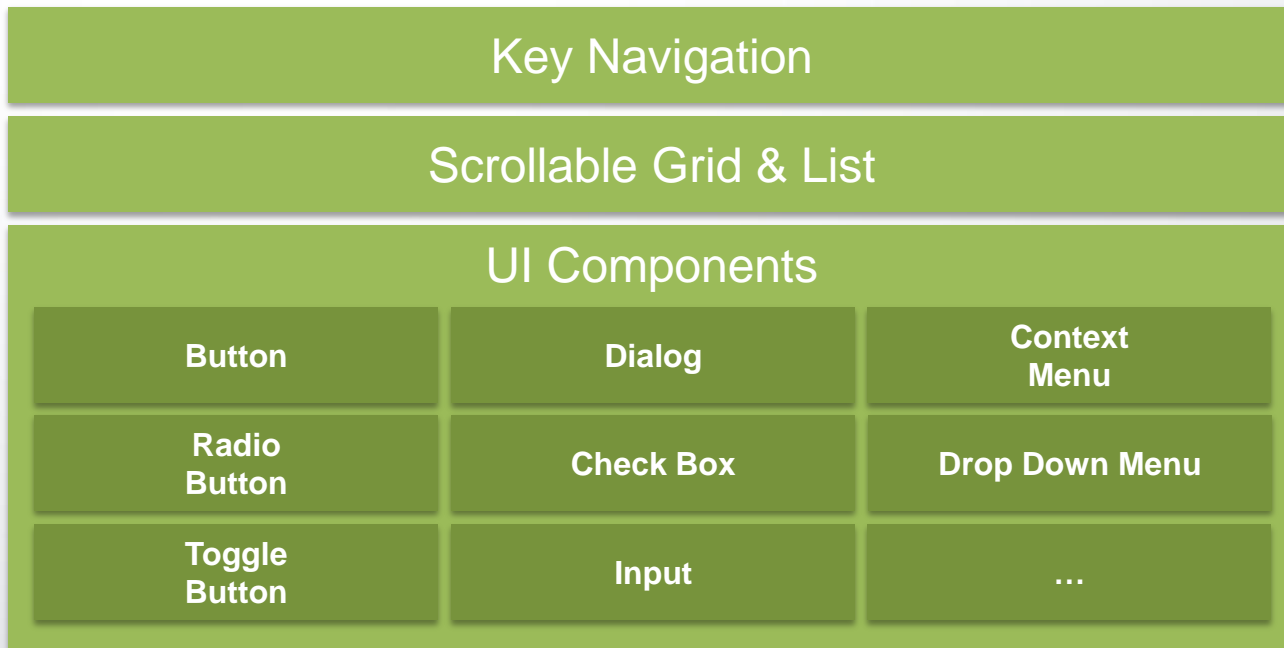 Key Navigation
Scrollable Grid & List
UI Components
Button
Dialog
Context
Menu
Radio
Button
Check Box
Drop Down Menu
Toggle
Button
Input
…